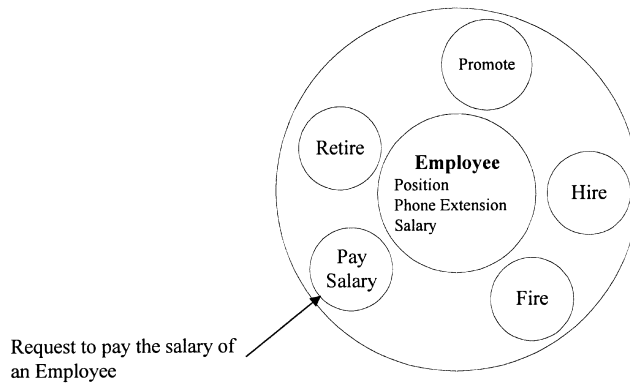 Promote
Retire
Employee
Position
Phone Extension
Salary
Hire
Pay
Salary
Fire
Request to pay the salary of
an Employee